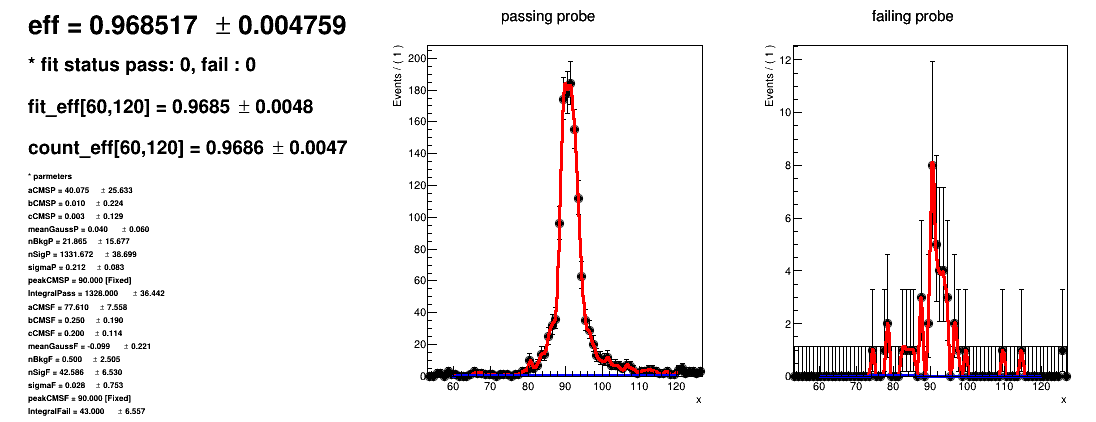 eff = 0.968517 ± 0.004759
* fit status pass: 0, fail : 0
fit_eff[60,120] = 0.9685 ± 0.0048
count_eff[60,120] = 0.9686 ± 0.0047
* parmeters
aCMSP = 40.075 ± 25.633
bCMSP = 0.010 ± 0.224
cCMSP = 0.003 ± 0.129
meanGaussP = 0.040 ± 0.060
nBkgP = 21.865 ± 15.677
nSigP = 1331.672 ± 38.699
sigmaP = 0.212 ± 0.083
peakCMSP = 90.000 [Fixed]
IntegralPass = 1328.000 ± 36.442
aCMSF = 77.610 ± 7.558
bCMSF = 0.250 ± 0.190
cCMSF = 0.200 ± 0.114
meanGaussF = -0.099 ± 0.221
nBkgF = 0.500 ± 2.505
nSigF = 42.586 ± 6.530
sigmaF = 0.028 ± 0.753
peakCMSF = 90.000 [Fixed]
IntegralFail = 43.000 ± 6.557
passing probe
Events / ( 1 )
200
180
160
140
120
100
80
60
40
20
0
60 70 80 90 100 110 120
x
failing probe
Events / ( 1 )
12
10
8
6
4
2
0
60 70 80 90 100 110 120
x